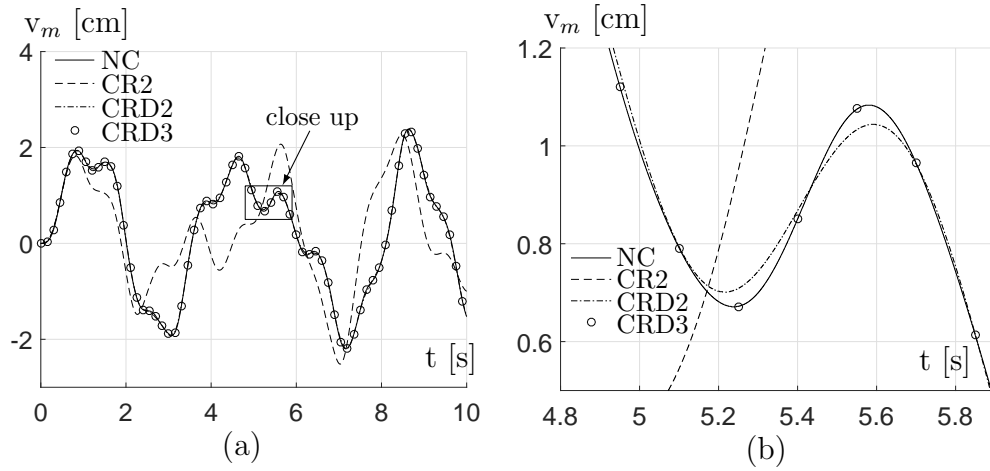 v_m [cm]
4
2
0
-2
NC
CR2
CRD2
CRD3
close up
t [s]
0 2 4 6 8 10
(a)
v_m [cm]
1.2
1
0.8
0.6
NC
CR2
CRD2
CRD3
t [s]
4.8 5 5.2 5.4 5.6 5.8
(b)